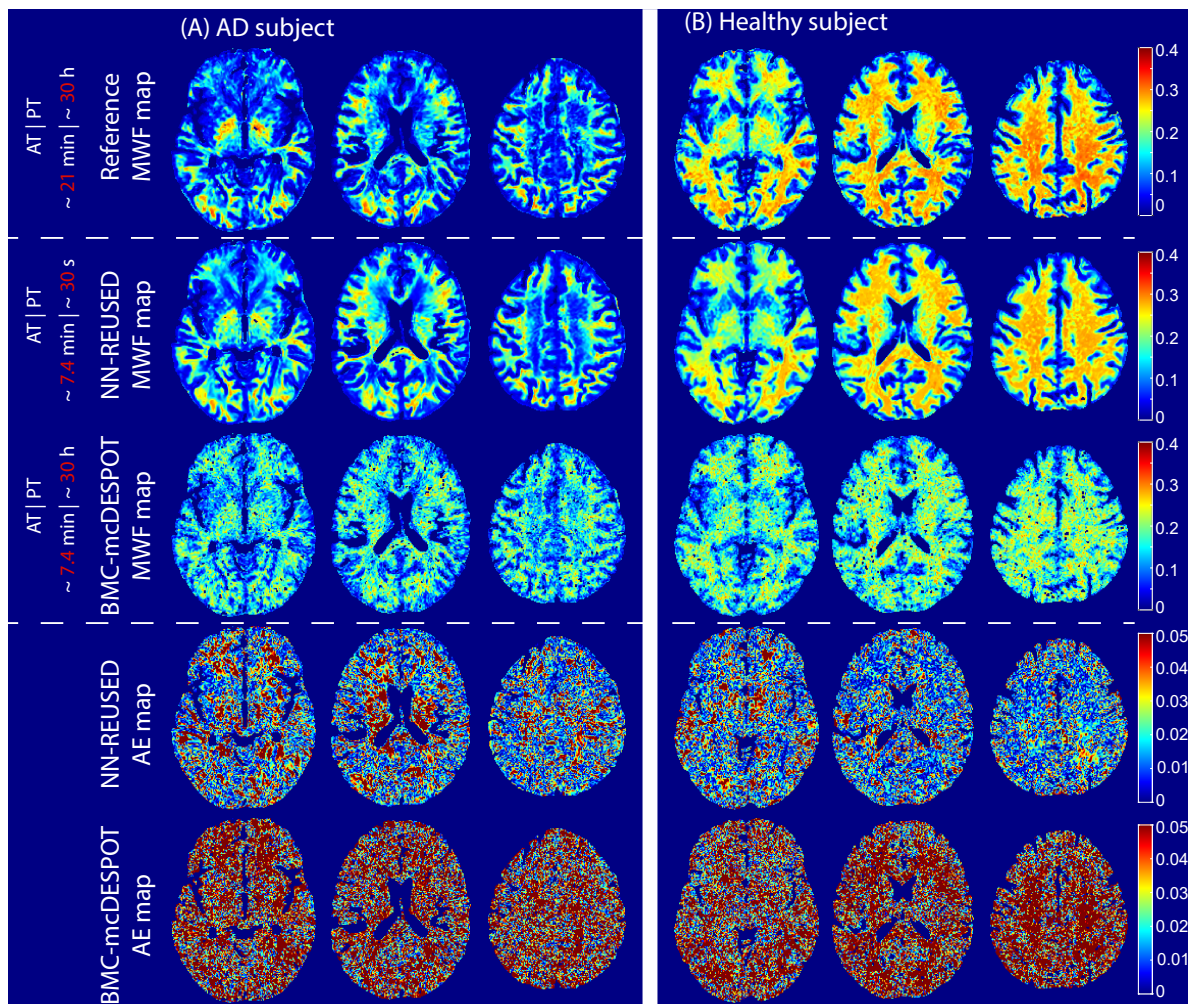 (A) AD subject
(B) Healthy subject
AT | PT
~ 21 min | ~ 30 h
Reference
MWF map
0.4
0.3
0.2
0.1
0
AT | PT
~ 7.4 min | ~ 30 s
NN-REUSED
MWF map
0.4
0.3
0.2
0.1
0
AT | PT
~ 7.4 min | ~ 30 h
BMC-mcDESPOT
MWF map
0.4
0.3
0.2
0.1
0
NN-REUSED
AE map
0.05
0.04
0.03
0.02
0.01
0
BMC-mcDESPOT
AE map
0.05
0.04
0.03
0.02
0.01
0